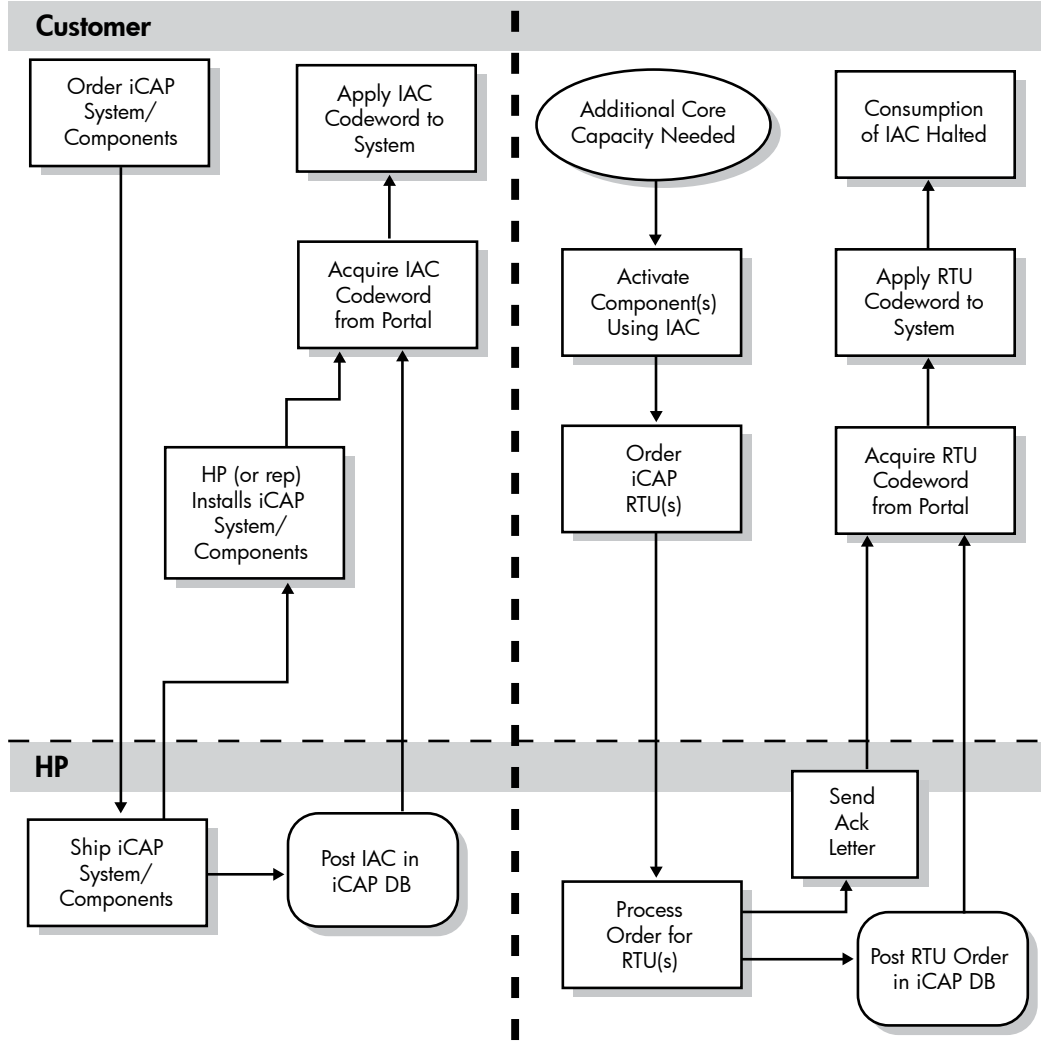 Customer
Order iCAP
System/
Components
Apply IAC
Codeword to
System
Acquire IAC
Codeword
from Portal
HP (or rep)
Installs iCAP
System/
Components
Additional Core
Capacity Needed
Activate
Component(s)
Using IAC
Order
iCAP
RTU(s)
Consumption
of IAC Halted
Apply RTU
Codeword to
System
Acquire RTU
Codeword
from Portal
HP
Ship iCAP
System/
Components
Post IAC in
iCAP DB
Process
Order for
RTU(s)
Send
Ack
Letter
Post RTU Order
in iCAP DB